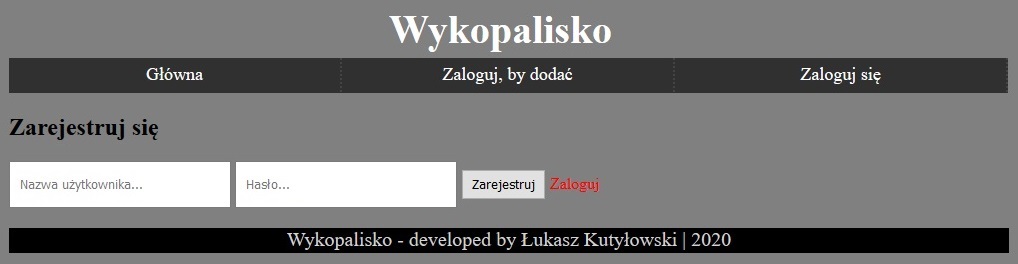 Wykopalisko
Główna Zaloguj, by dodać Zaloguj się
Zarejestruj się
Nazwa użytkownika... Hasło... Zarejestruj Zaloguj
Wykopalisko - developed by Łukasz Kutyłowski | 2020